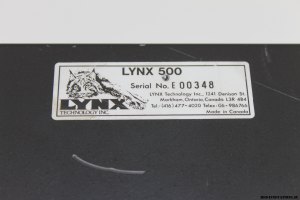 LYNX 500
Serial No. E 00348
LYNX Technology Inc., 1241 Denison St.
Markham, Ontario, Canada L3R 4B4
Tel: (416) 477-4020 Telex: 06-986766
Made in Canada
LYNX
TECHNOLOGY INC.